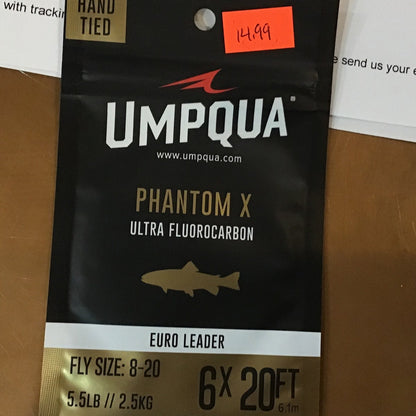 with trackin
HAND
TIED
14.99
e send us your e
UMPQUA®
www.umpqua.com
PHANTOM X
ULTRA FLUOROCARBON
EURO LEADER
FLY SIZE: 8-20
5.5LB // 2.5KG
6X 20FT
6.1m